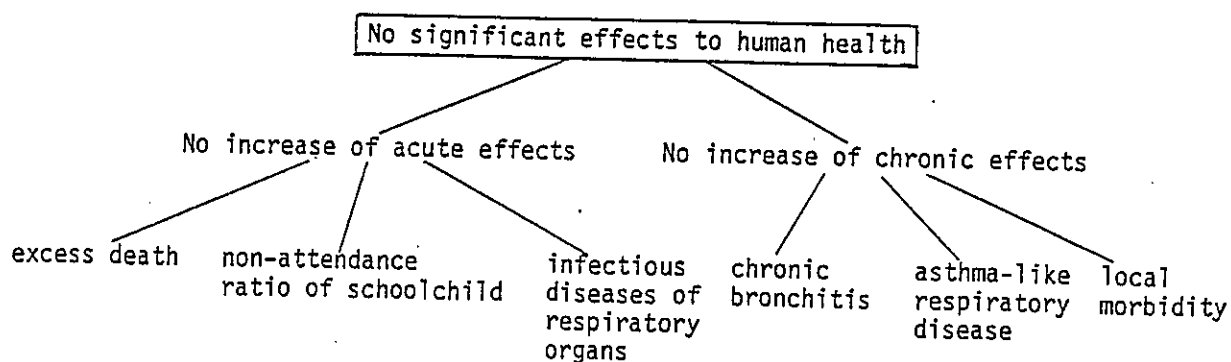 No significant effects to human health
No increase of acute effects
No increase of chronic effects
excess death
non-attendance
ratio of schoolchild
infectious
diseases of
respiratory
organs
chronic
bronchitis
asthma-like
respiratory
disease
local
morbidity